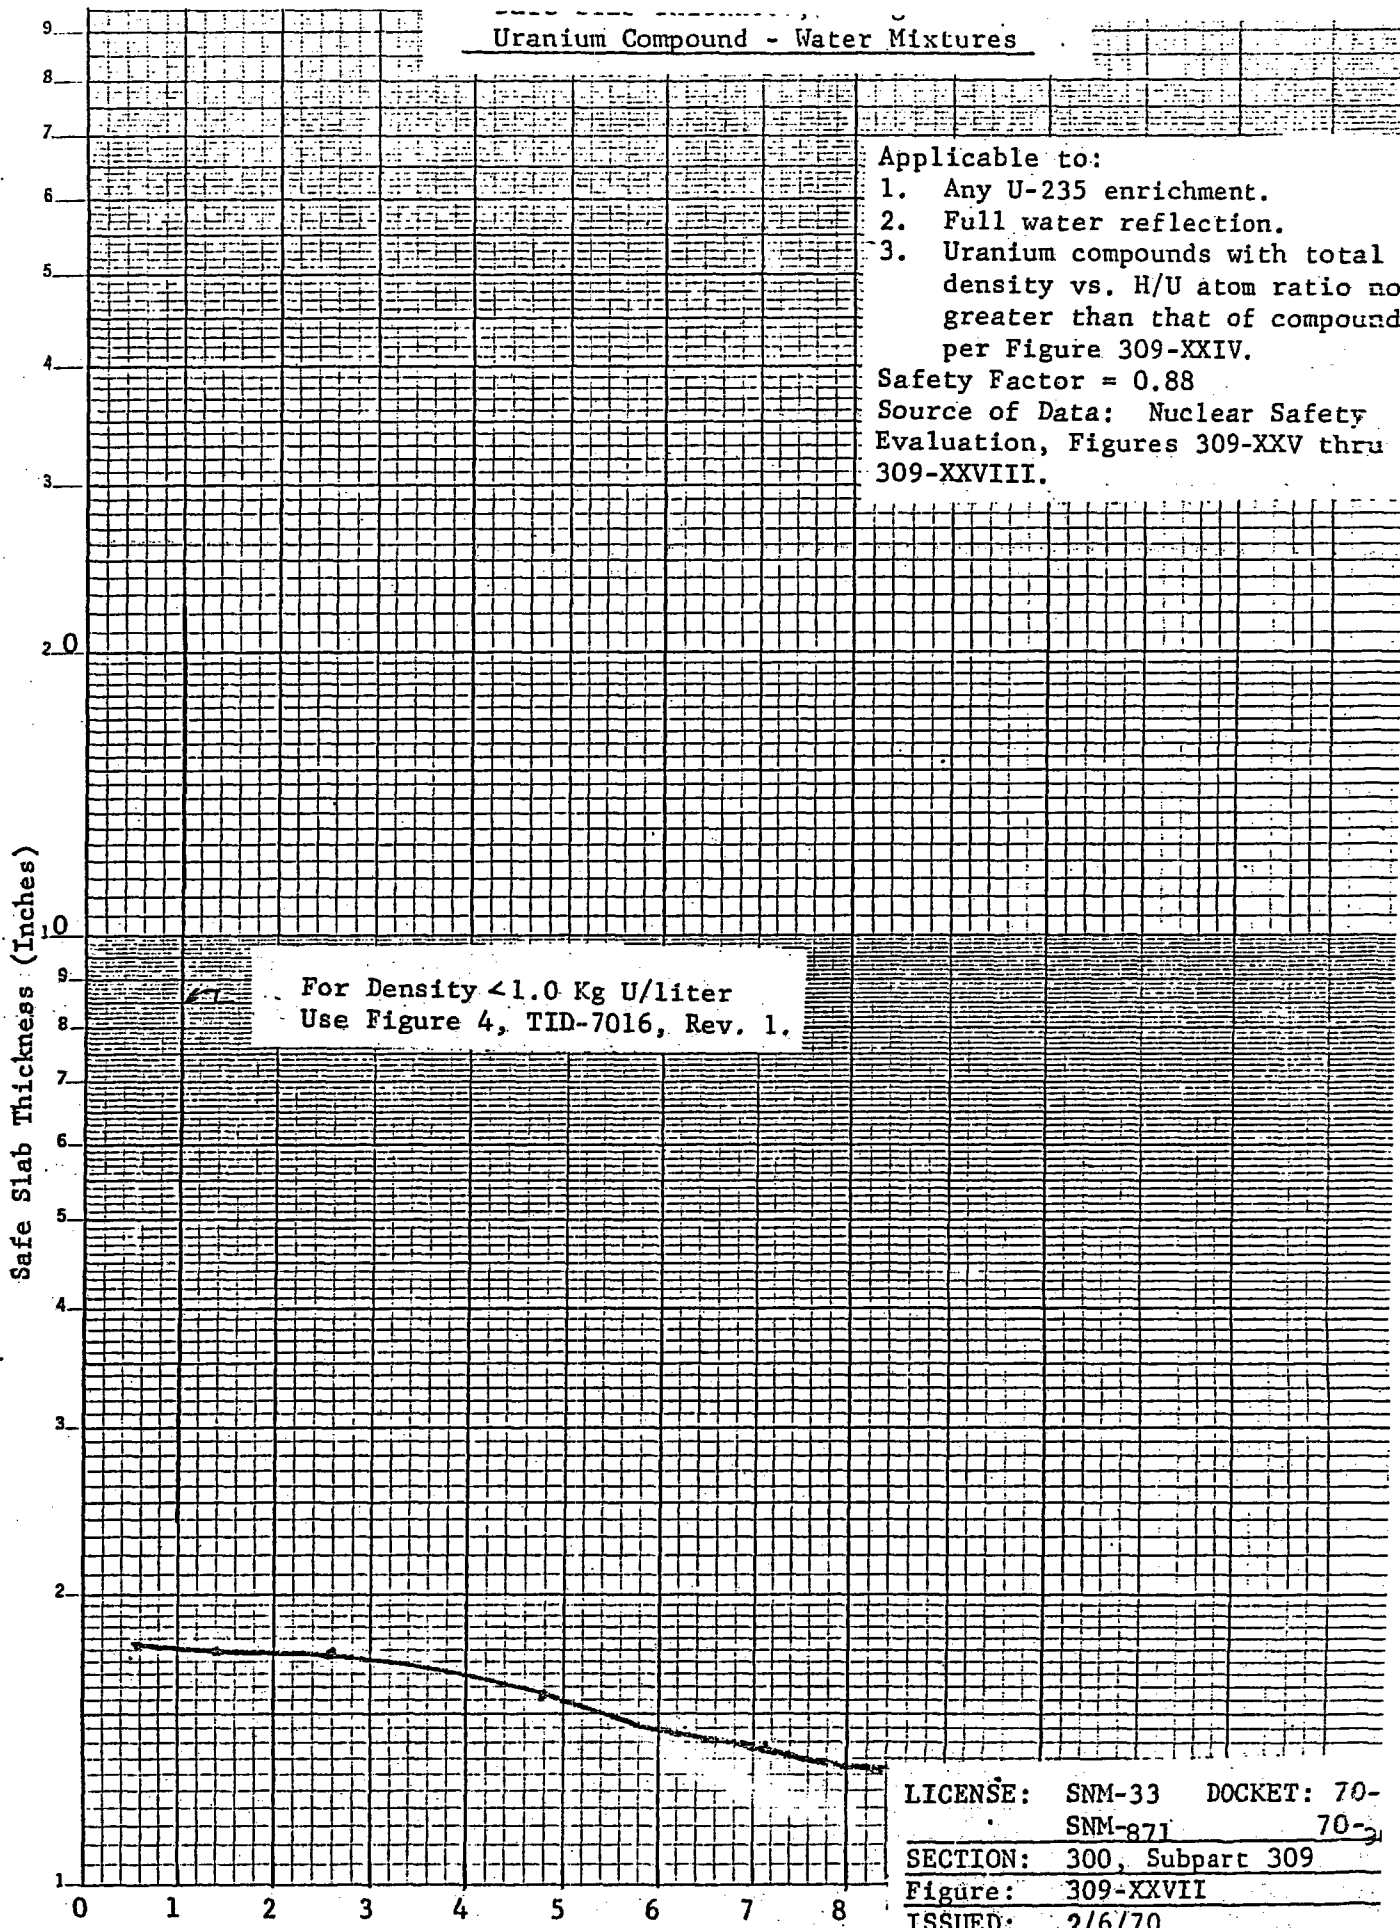 Uranium Compound - Water Mixtures
Applicable to:
1. Any U-235 enrichment.
2. Full water reflection.
3. Uranium compounds with total
density vs. H/U atom ratio no
greater than that of compound
per Figure 309-XXIV.
Safety Factor = 0.88
Source of Data: Nuclear Safety
Evaluation, Figures 309-XXV thru
309-XXVIII.
9
8
7
6
5
4
3
2 0
10
9
8
7
6
5
4
3
2
1
Safe Slab Thickness (Inches)
For Density <1.0 Kg U/liter
Use Figure 4, TID-7016, Rev. 1.
0 1 2 3 4 5 6 7 8
LICENSE: SNM-33 DOCKET: 70-
SNM-871 70-3
SECTION: 300, Subpart 309
Figure: 309-XXVII
ISSUED: 2/6/70